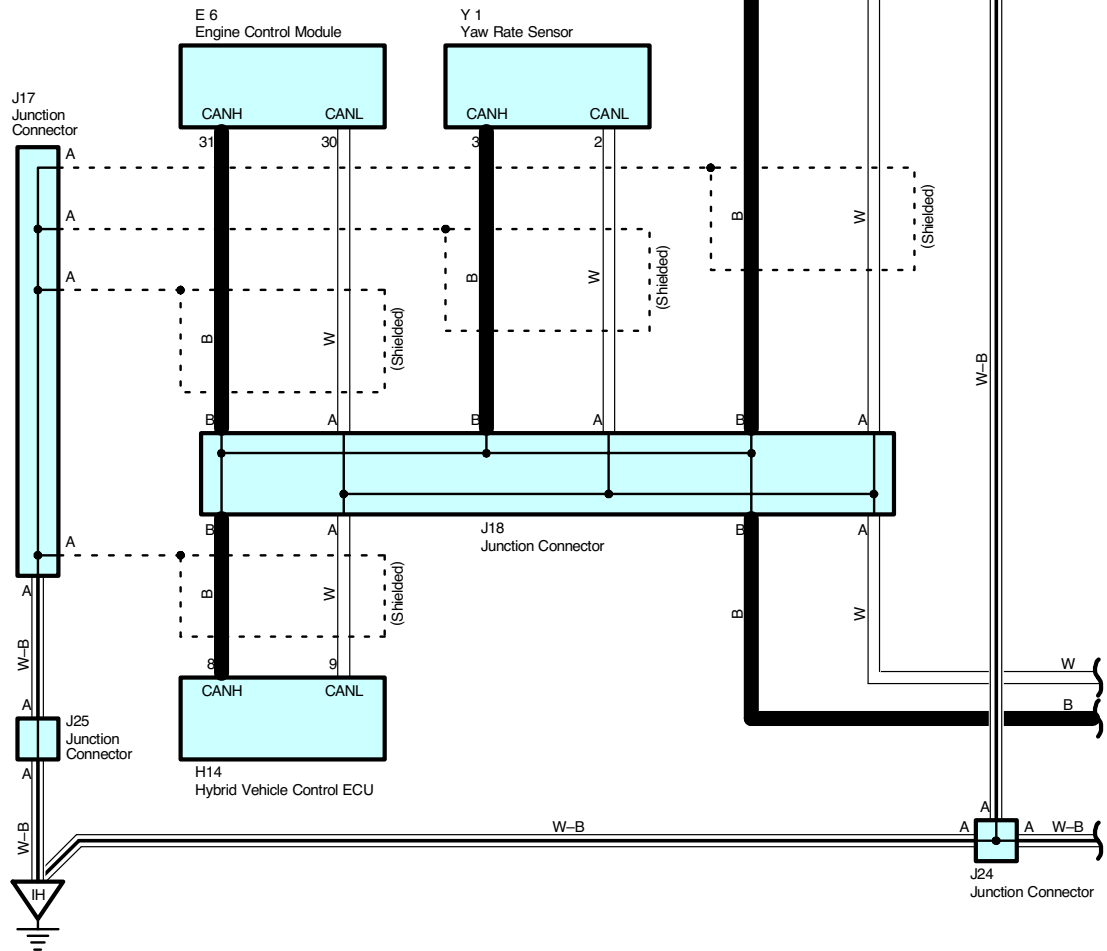 E 6
Engine Control Module
Y 1
Yaw Rate Sensor
J17
Junction
Connector
CANH
CANL
CANH
CANL
31
30
3
2
A
A
A
B
W
(Shielded)
B
W
(Shielded)
B
W
(Shielded)
W–B
B
A
B
A
B
A
J18
Junction Connector
B
A
B
A
A
B
W
(Shielded)
B
W
A
W–B
A
8
9
CANH
CANL
W
B
J25
Junction
Connector
A
H14
Hybrid Vehicle Control ECU
W–B
W–B
A
A
A
W–B
J24
Junction Connector
IH